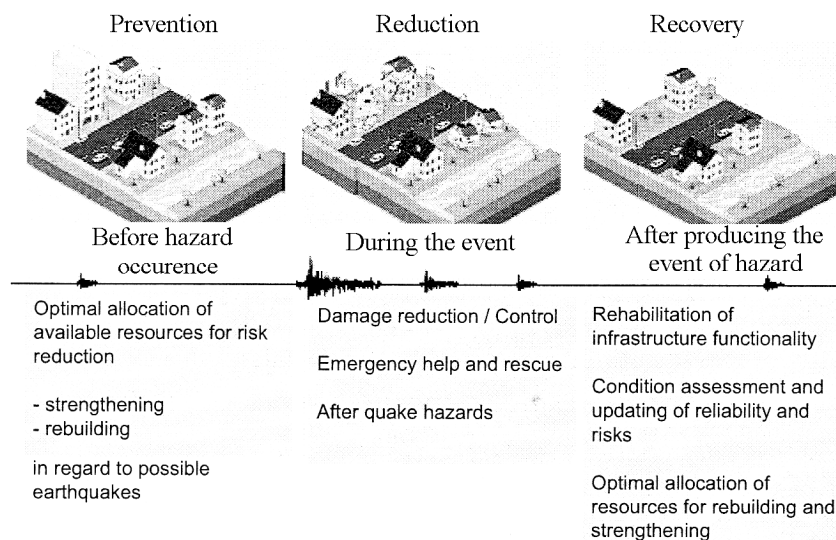 Prevention
Before hazard
occurence
Optimal allocation of
available resources for risk
reduction
- strengthening
- rebuilding
in regard to possible
earthquakes
Reduction
During the event
Damage reduction / Control
Emergency help and rescue
After quake hazards
Recovery
After producing the
event of hazard
Rehabilitation of
infrastructure functionality
Condition assessment and
updating of reliability and
risks
Optimal allocation of
resources for rebuilding and
strengthening